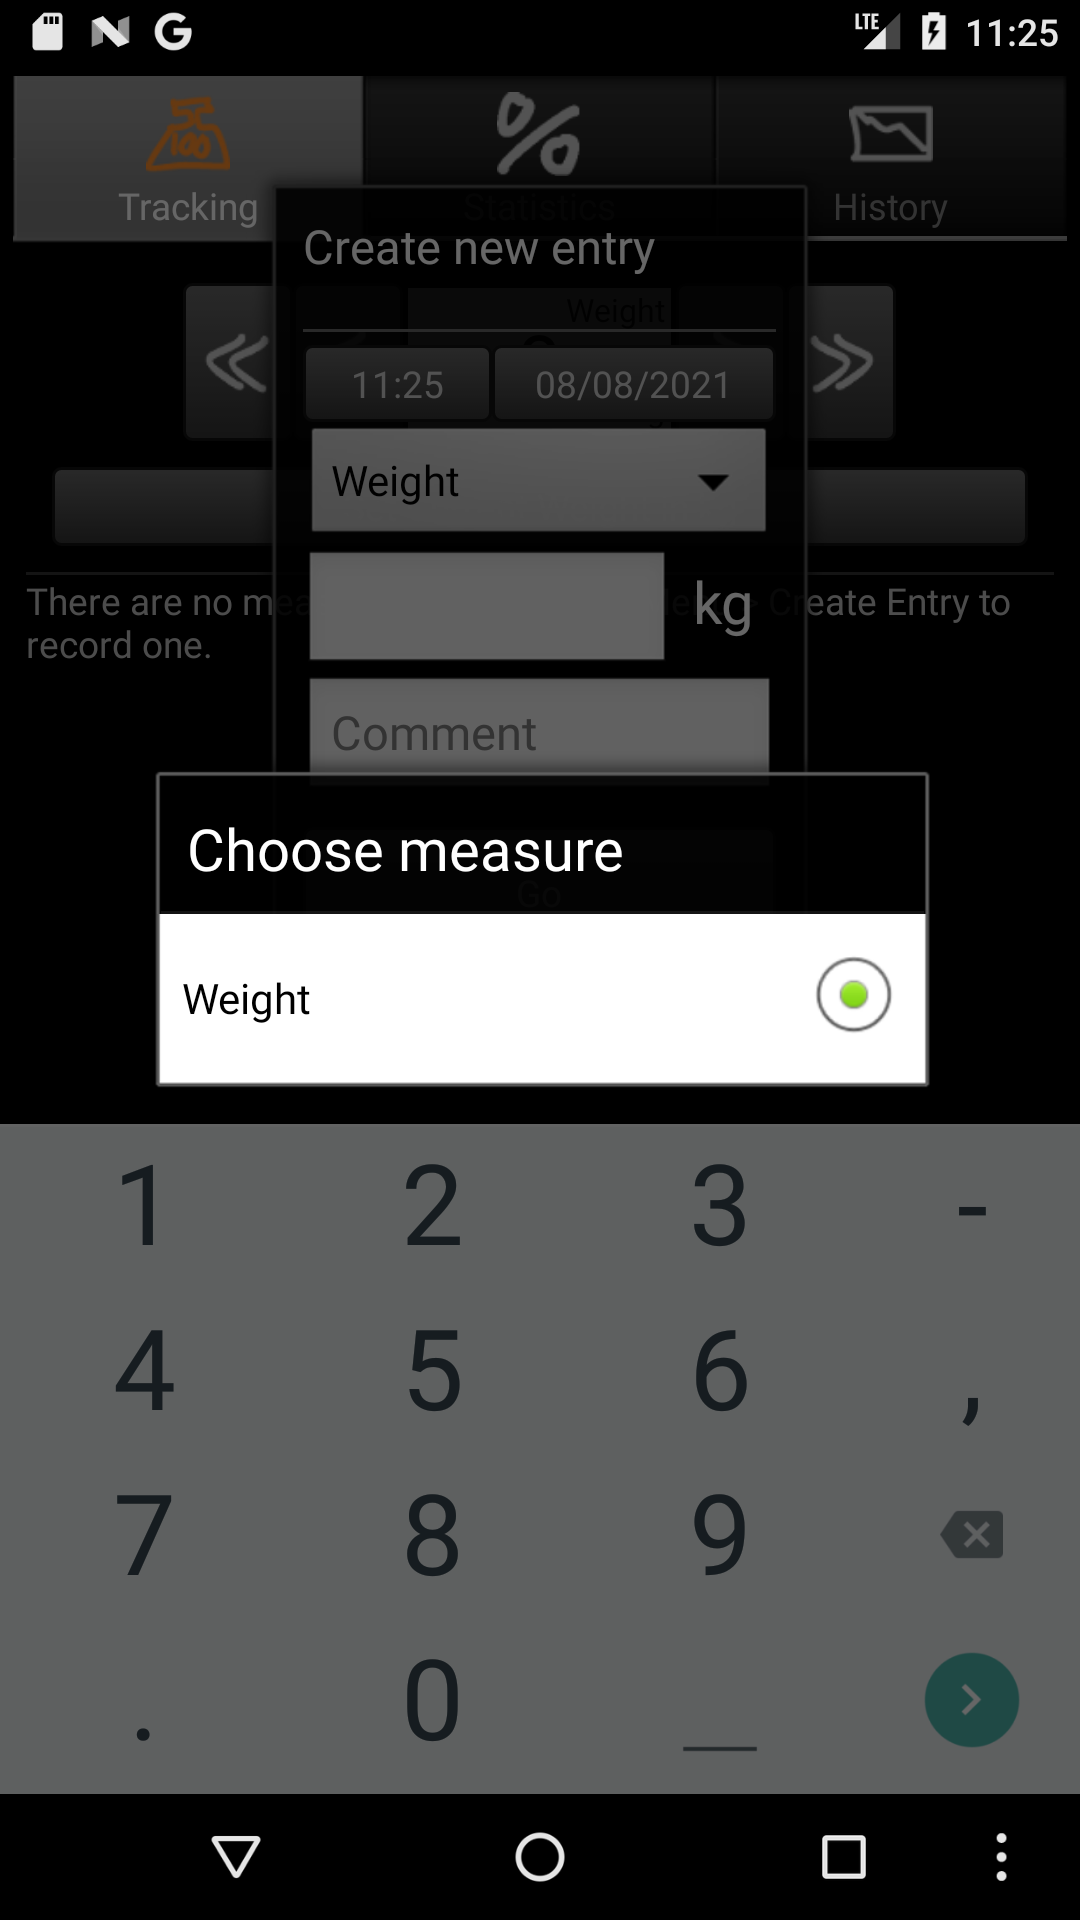 LTE 11:25
Tracking
Statistics
History
Create new entry
Weight
11:25
08/08/2021
Weight
kg
There are no mea
Create Entry to
record one.
Comment
Choose measure
Go
Weight
1 2 3 -
4 5 6 ,
7 8 9
. 0 _